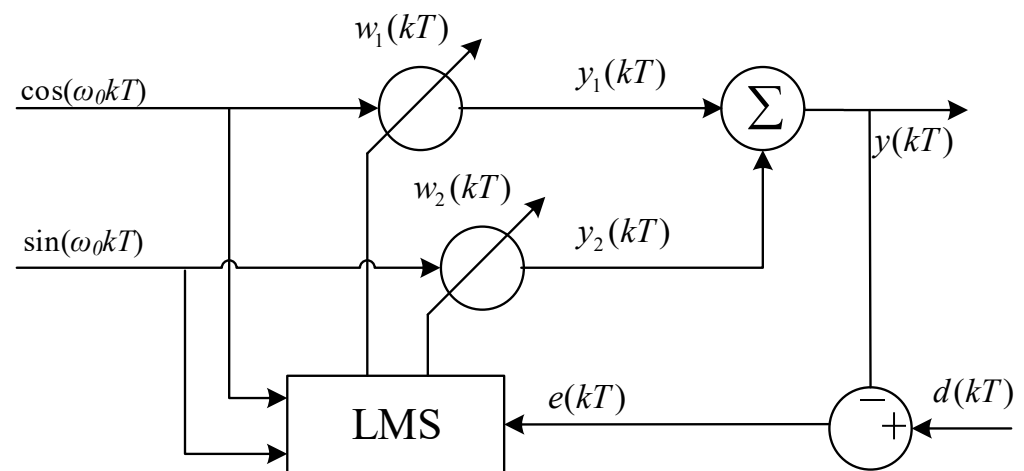 w₁(kT)
cos(ω₀kT)
y₁(kT)
Σ
y(kT)
w₂(kT)
sin(ω₀kT)
y₂(kT)
LMS
e(kT)
−
+
d(kT)